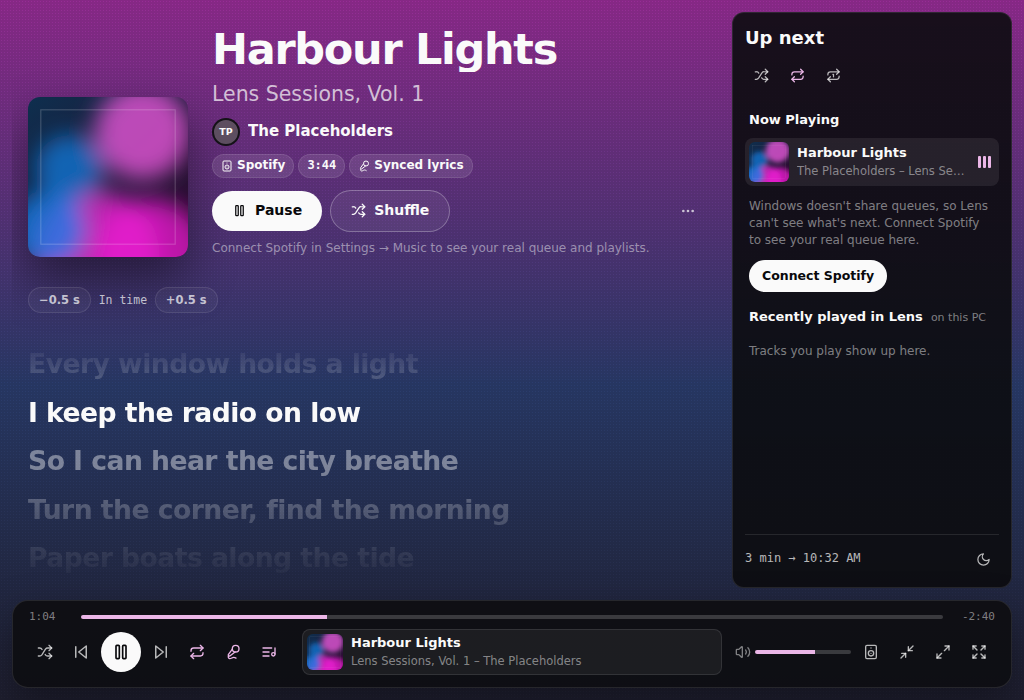 Harbour Lights
Lens Sessions, Vol. 1
TP The Placeholders
Spotify 3:44 Synced lyrics
Pause Shuffle
Connect Spotify in Settings → Music to see your real queue and playlists.
−0.5 s In time +0.5 s
Every window holds a light
I keep the radio on low
So I can hear the city breathe
Turn the corner, find the morning
Paper boats along the tide
Up next
Now Playing
Harbour Lights
The Placeholders – Lens Se…
Windows doesn't share queues, so Lens
can't see what's next. Connect Spotify
to see your real queue here.
Connect Spotify
Recently played in Lens on this PC
Tracks you play show up here.
3 min → 10:32 AM
1:04 -2:40
Harbour Lights
Lens Sessions, Vol. 1 – The Placeholders